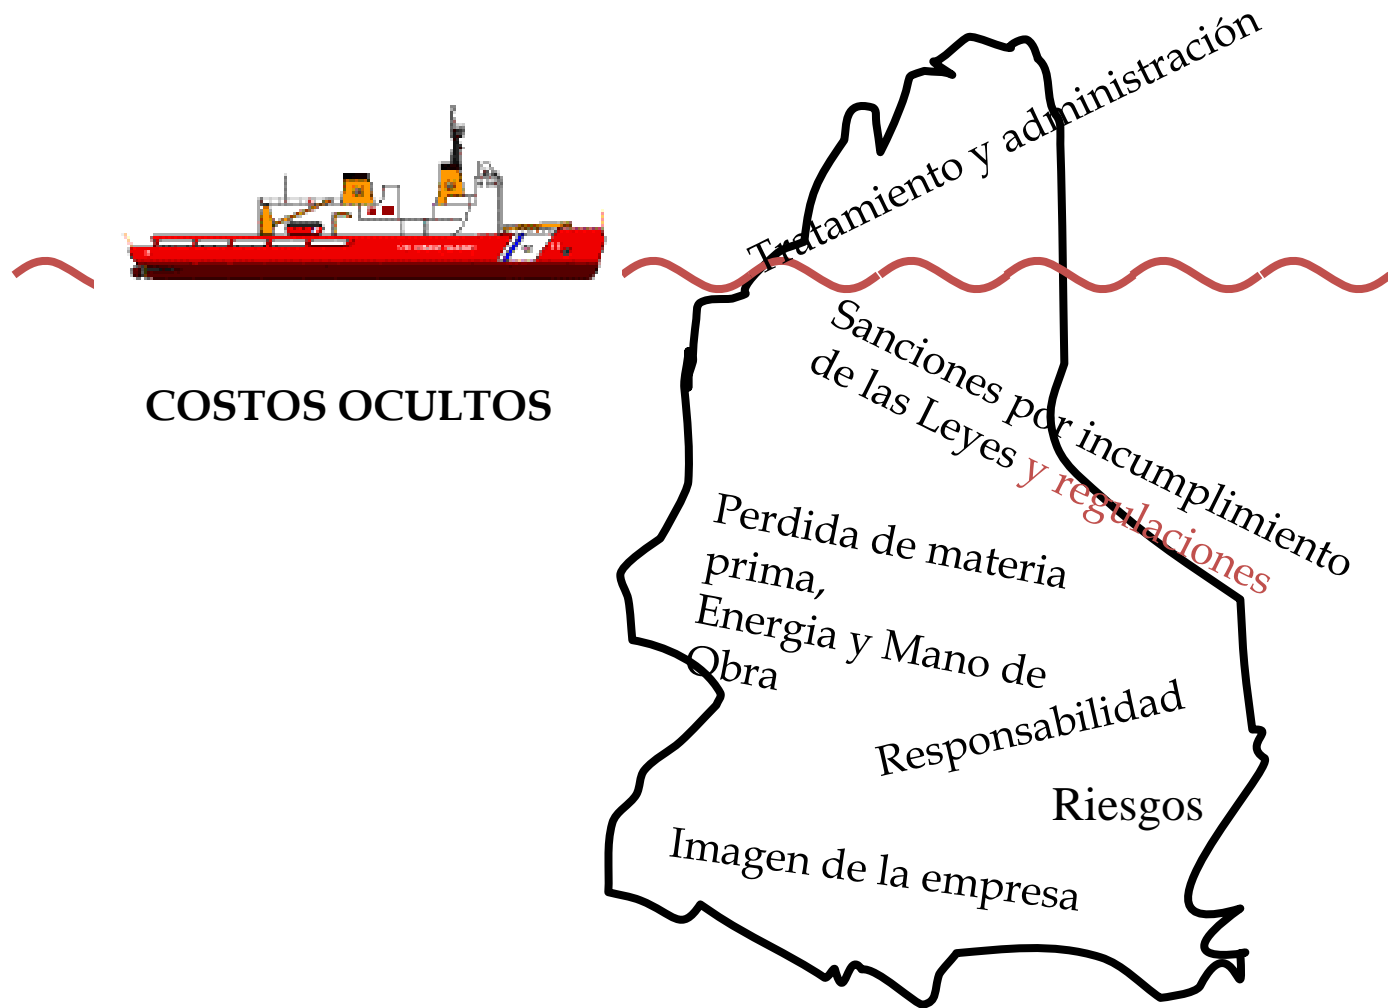 Tratamiento y administración
COSTOS OCULTOS
Sanciones por incumplimiento
de las Leyes y regulaciones
Perdida de materia
prima,
Energia y Mano de
Obra
Responsabilidad
Riesgos
Imagen de la empresa